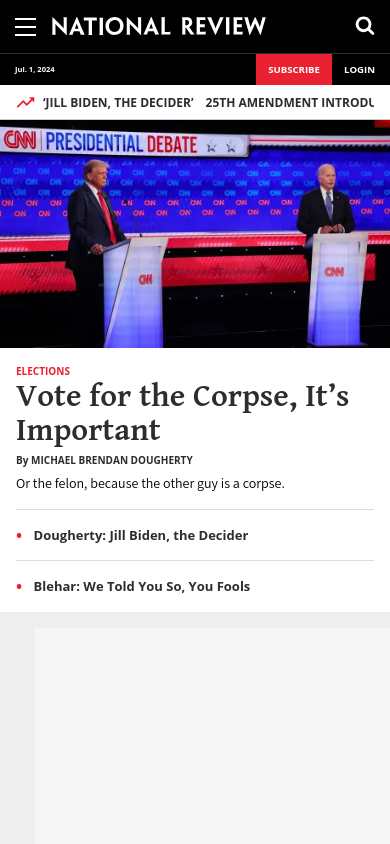 NATIONAL REVIEW
Jul. 1, 2024
SUBSCRIBE
LOGIN
'JILL BIDEN, THE DECIDER' 25TH AMENDMENT INTRODU
CNN PRESIDENTIAL DEBATE
CNN
CNN
ELECTIONS
Vote for the Corpse, It's
Important
By MICHAEL BRENDAN DOUGHERTY
Or the felon, because the other guy is a corpse.
• Dougherty: Jill Biden, the Decider
• Blehar: We Told You So, You Fools